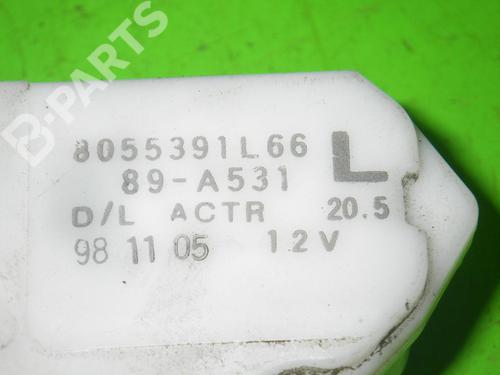 B-PARTS
8055391L66
89-A531
L
D/L ACTR 20.5
98 11 05 12V